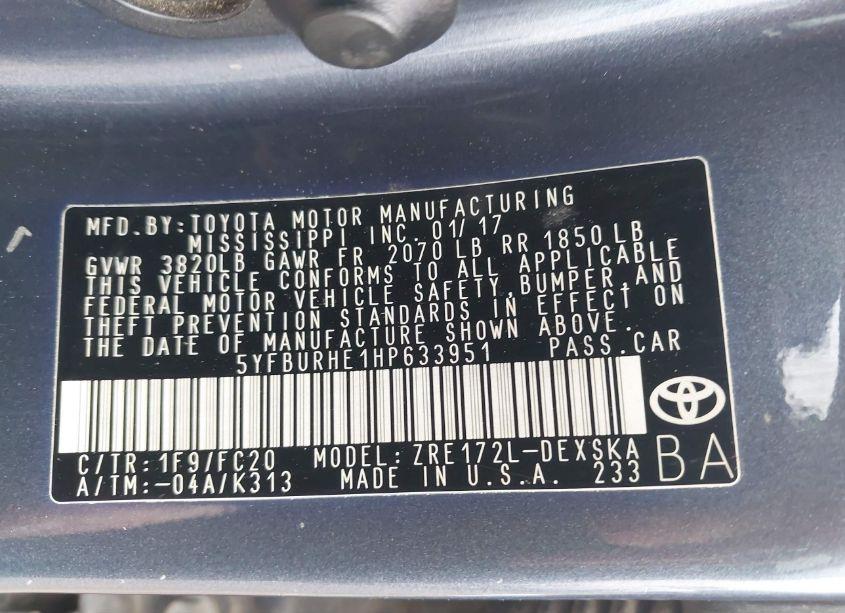 MFD.BY:TOYOTA MOTOR MANUFACTURING
MISSISSIPPI INC. 01/17
GVWR 3820LB GAWR FR 2070 LB RR 1850LB
THIS VEHICLE CONFORMS TO ALL APPLICABLE
FEDERAL MOTOR VEHICLE SAFETY,BUMPER,AND
THEFT PREVENTION STANDARDS IN EFFECT ON
THE DATE OF MANUFACTURE SHOWN ABOVE.
5YFBURHE1HP633951 PASS.CAR
C/TR:1F9/FC20 MODEL:ZRE172L-DEXSKA
A/TM:-04A/K313 MADE IN U.S.A. 233
BA